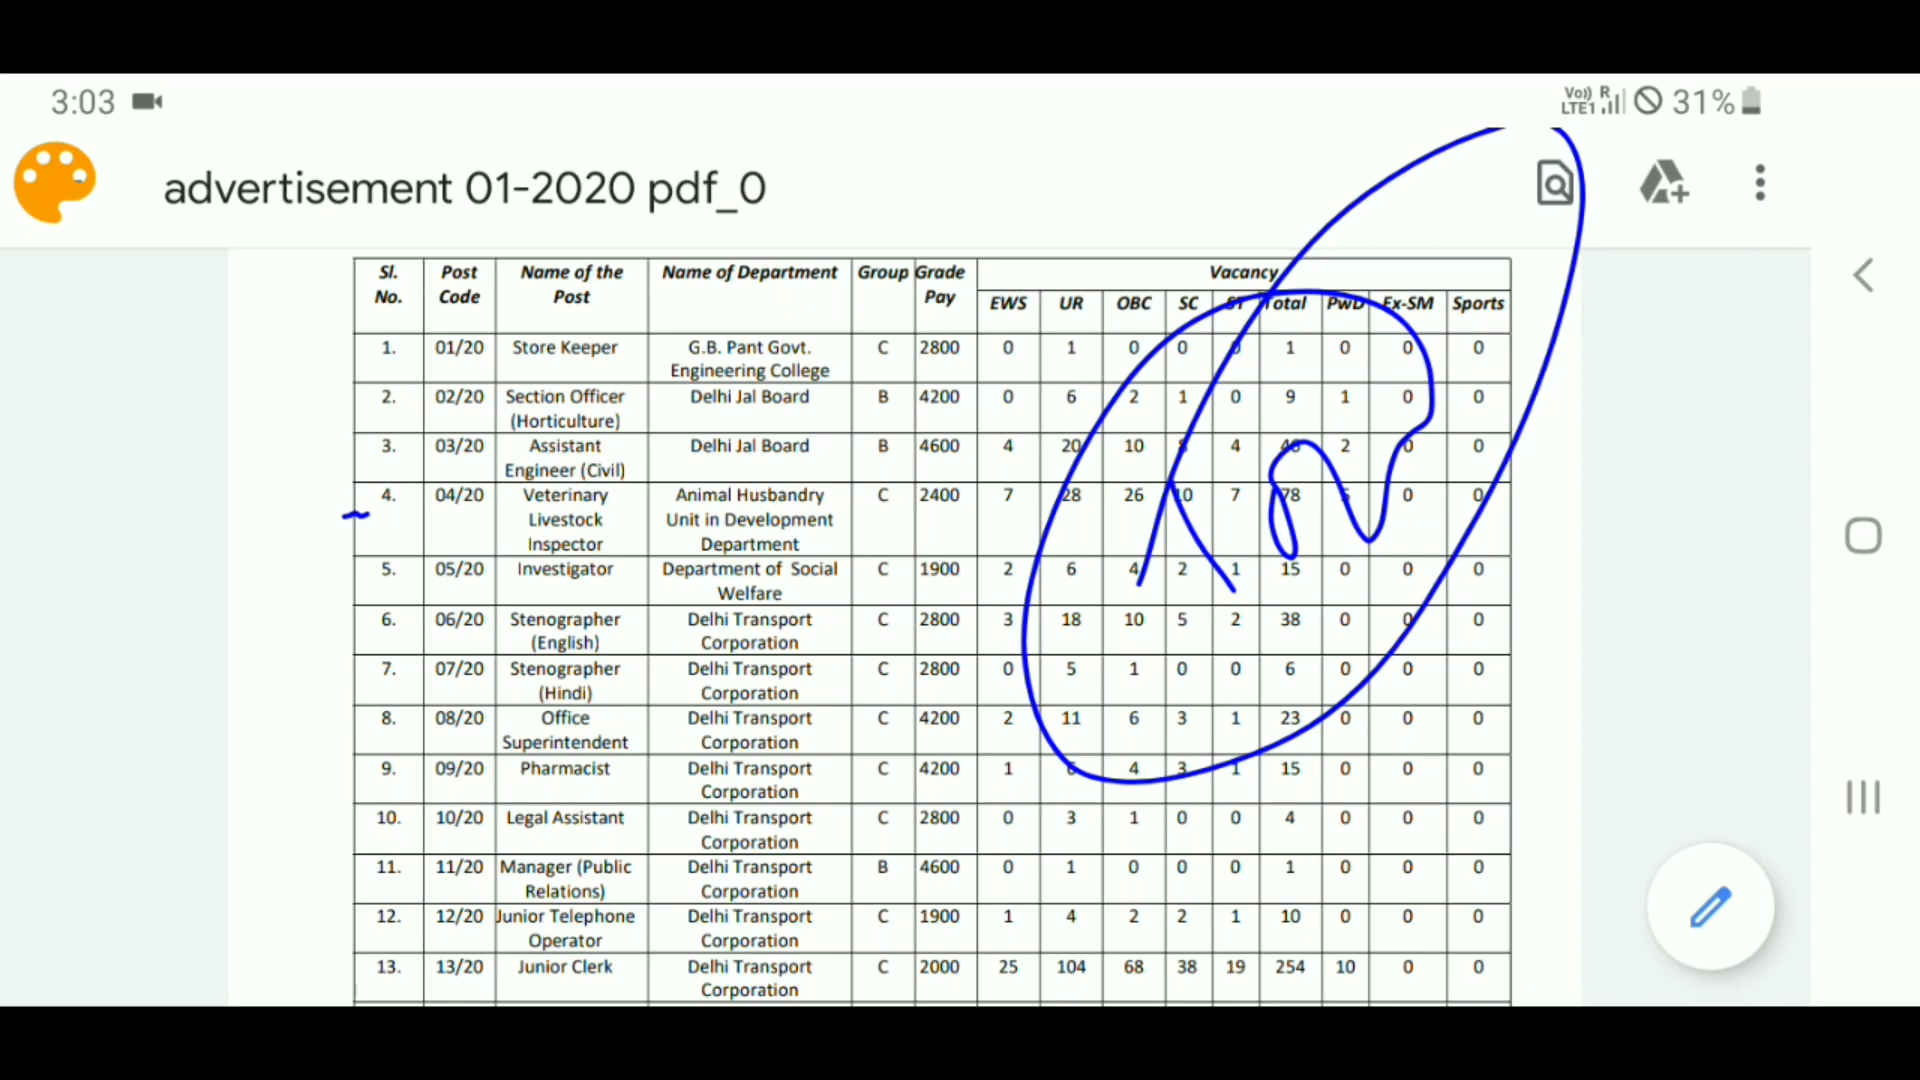 3:03
Vo)) R
LTE1 31%
advertisement 01-2020 pdf_0
Sl. No. Post Code Name of the Post Name of Department Group Grade Pay Vacancy
EWS UR OBC SC ST Total PwD Ex-SM Sports
1. 01/20 Store Keeper G.B. Pant Govt. Engineering College C 2800 0 1 0 0 0 1 0 0 0
2. 02/20 Section Officer (Horticulture) Delhi Jal Board B 4200 0 6 2 1 0 9 1 0 0
3. 03/20 Assistant Engineer (Civil) Delhi Jal Board B 4600 4 20 10 4 2 0 0
4. 04/20 Veterinary Livestock Inspector Animal Husbandry Unit in Development Department C 2400 7 28 26 10 7 78 0 0
5. 05/20 Investigator Department of Social Welfare C 1900 2 6 4 2 1 15 0 0 0
6. 06/20 Stenographer (English) Delhi Transport Corporation C 2800 3 18 10 5 2 38 0 0 0
7. 07/20 Stenographer (Hindi) Delhi Transport Corporation C 2800 0 5 1 0 0 6 0 0 0
8. 08/20 Office Superintendent Delhi Transport Corporation C 4200 2 11 6 3 1 23 0 0 0
9. 09/20 Pharmacist Delhi Transport Corporation C 4200 1 6 4 3 1 15 0 0 0
10. 10/20 Legal Assistant Delhi Transport Corporation C 2800 0 3 1 0 0 4 0 0 0
11. 11/20 Manager (Public Relations) Delhi Transport Corporation B 4600 0 1 0 0 0 1 0 0 0
12. 12/20 Junior Telephone Operator Delhi Transport Corporation C 1900 1 4 2 2 1 10 0 0 0
13. 13/20 Junior Clerk Delhi Transport Corporation C 2000 25 104 68 38 19 254 10 0 0